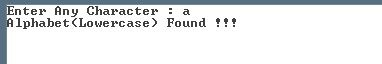 Enter Any Character : a
Alphabet(Lowercase) Found !!!